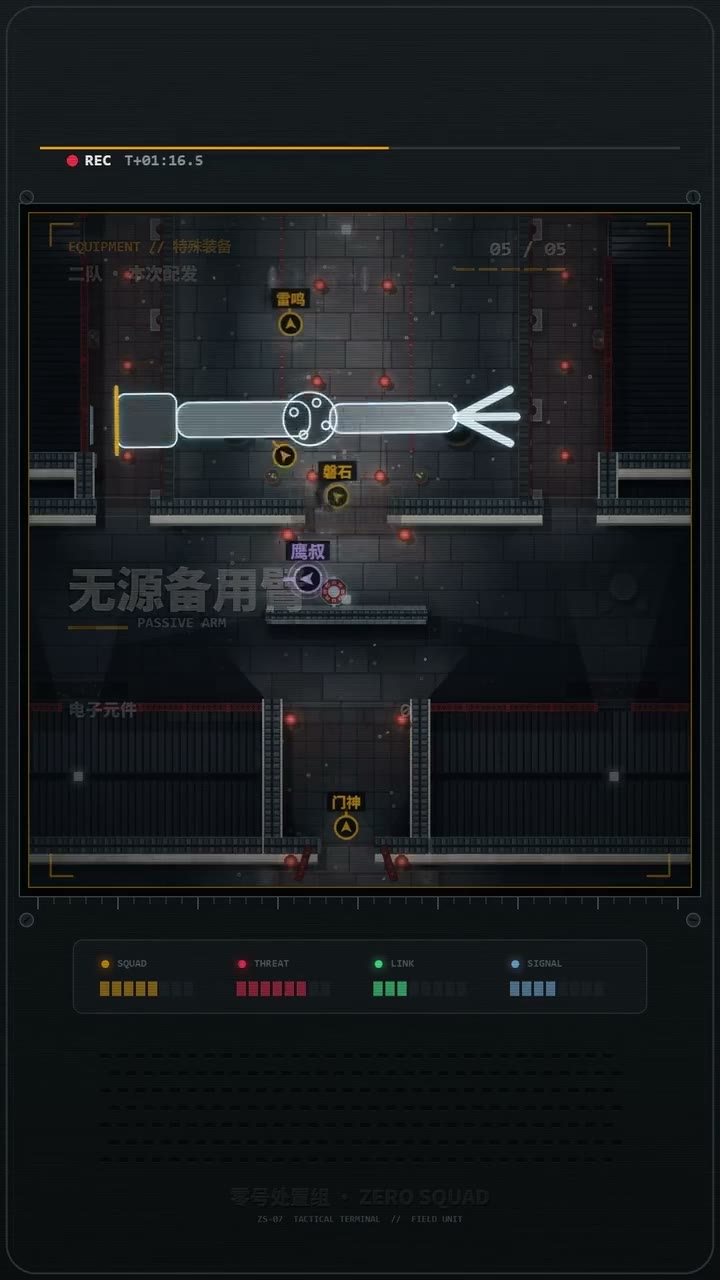 REC T+01:16.5
EQUIPMENT // 特殊装备
05 / 05
二队 · 本次配发
雷鸣
磐石
鹰叔
无源备用臂
PASSIVE ARM
电子元件
0
门神
SQUAD
THREAT
LINK
SIGNAL
零号处置组 · ZERO SQUAD
ZS-07 TACTICAL TERMINAL // FIELD UNIT